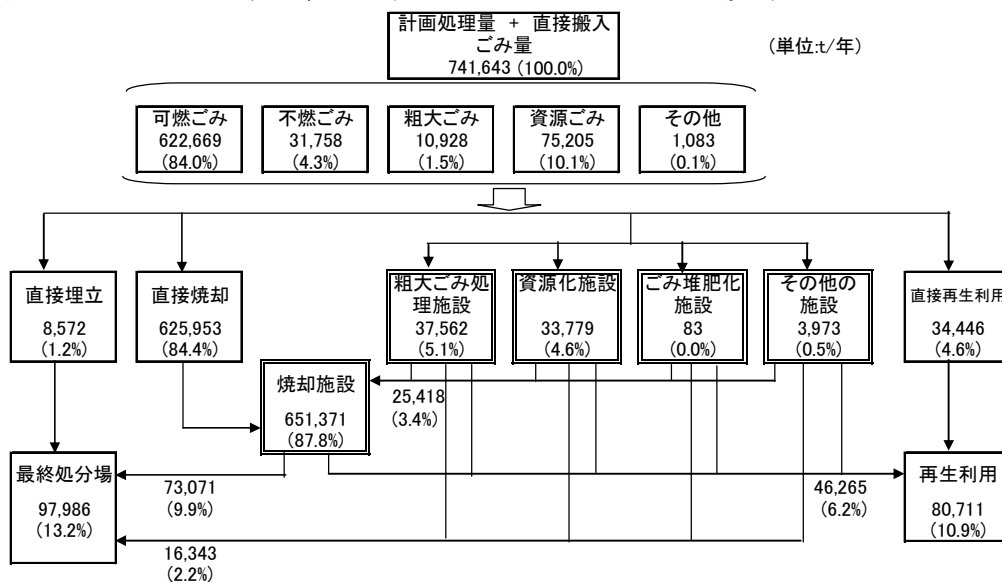 計画処理量 + 直接搬入
ごみ量
741,643 (100.0%)
(単位:t/年)
可燃ごみ
622,669
(84.0%)
不燃ごみ
31,758
(4.3%)
粗大ごみ
10,928
(1.5%)
資源ごみ
75,205
(10.1%)
その他
1,083
(0.1%)
直接埋立
8,572
(1.2%)
直接焼却
625,953
(84.4%)
粗大ごみ処
理施設
37,562
(5.1%)
資源化施設
33,779
(4.6%)
ごみ堆肥化
施設
83
(0.0%)
その他の
施設
3,973
(0.5%)
直接再生利用
34,446
(4.6%)
焼却施設
651,371
(87.8%)
25,418
(3.4%)
最終処分場
97,986
(13.2%)
73,071
(9.9%)
16,343
(2.2%)
46,265
(6.2%)
再生利用
80,711
(10.9%)